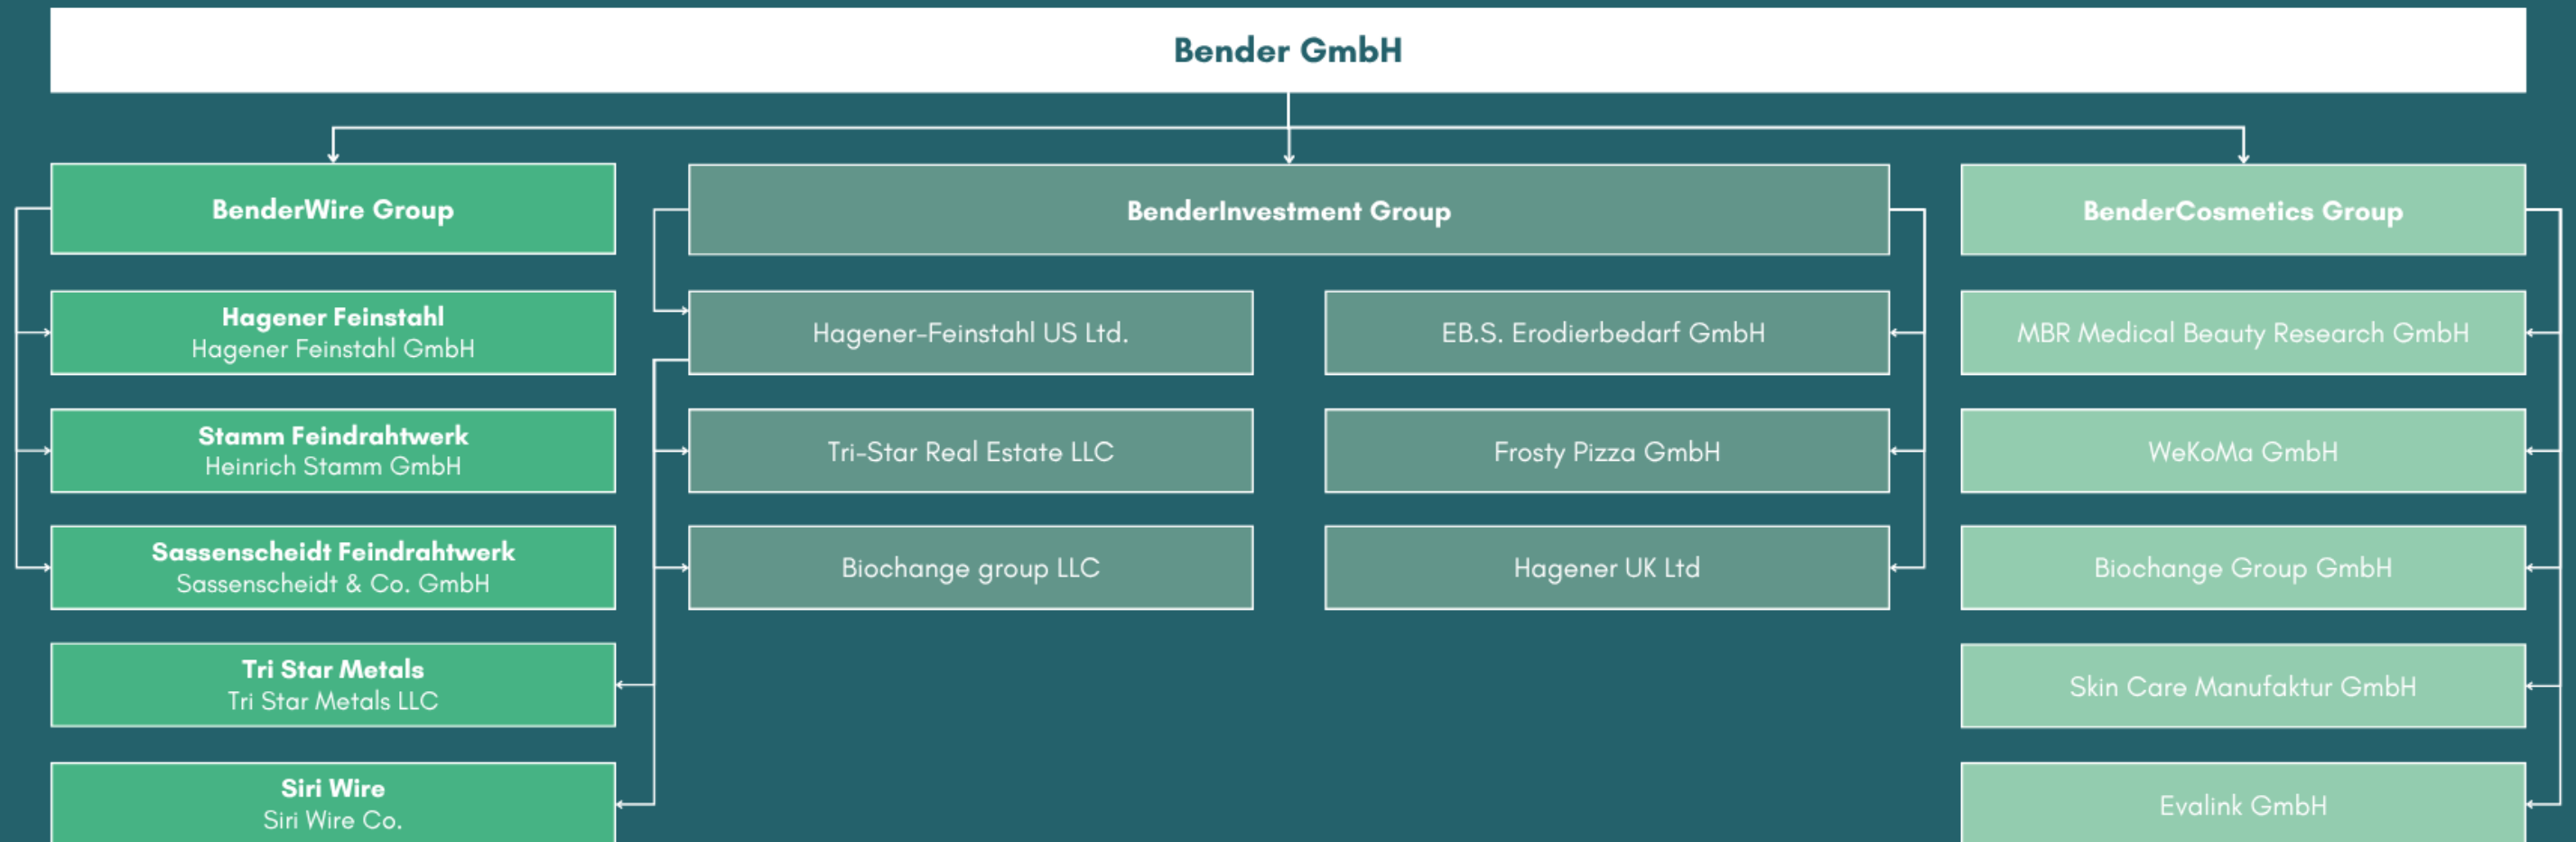 Bender GmbH
BenderWire Group
Hagener Feinstahl
Hagener Feinstahl GmbH
Stamm Feindrahtwerk
Heinrich Stamm GmbH
Sassenscheidt Feindrahtwerk
Sassenscheidt & Co. GmbH
Tri Star Metals
Tri Star Metals LLC
Siri Wire
Siri Wire Co.
BenderInvestment Group
Hagener-Feinstahl US Ltd.
Tri-Star Real Estate LLC
Biochange group LLC
EB.S. Erodierbedarf GmbH
Frosty Pizza GmbH
Hagener UK Ltd
BenderCosmetics Group
MBR Medical Beauty Research GmbH
WeKoMa GmbH
Biochange Group GmbH
Skin Care Manufaktur GmbH
Evalink GmbH